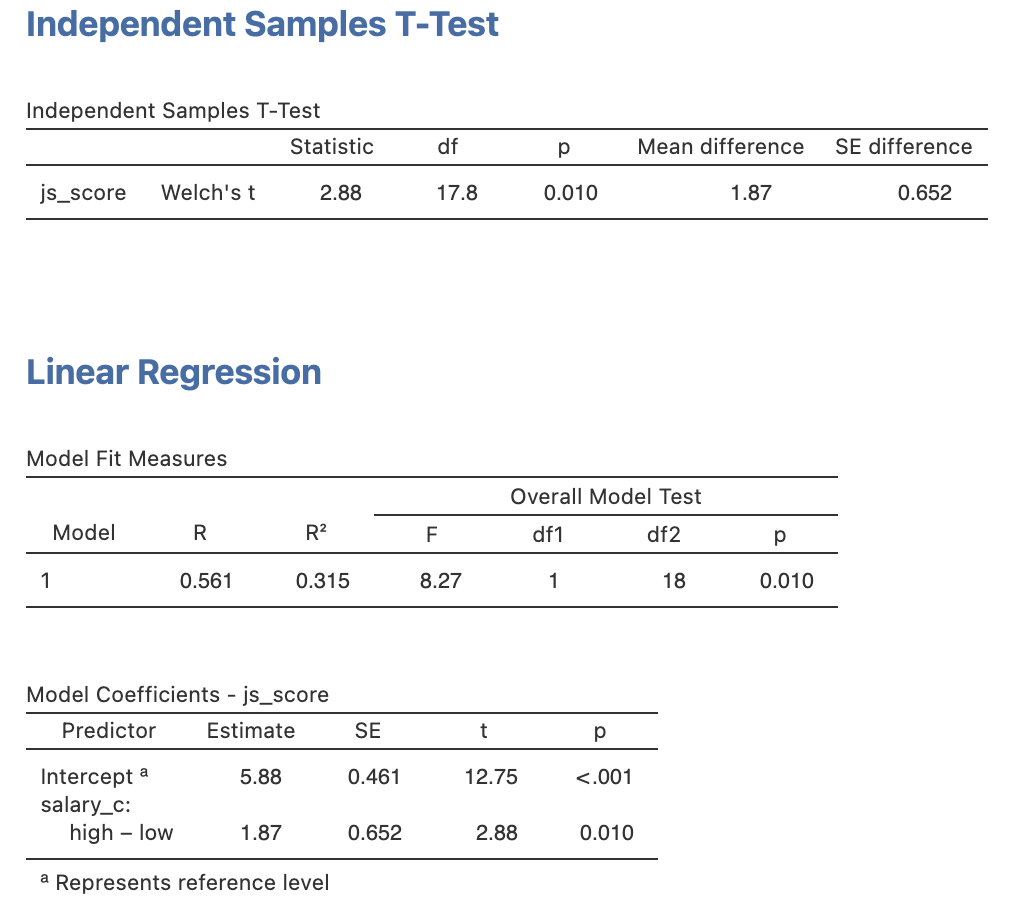 Independent Samples T-Test
Independent Samples T-Test
Statistic df p Mean difference SE difference
js_score Welch's t 2.88 17.8 0.010 1.87 0.652
Linear Regression
Model Fit Measures
Overall Model Test
Model R R² F df1 df2 p
1 0.561 0.315 8.27 1 18 0.010
Model Coefficients - js_score
Predictor Estimate SE t p
Intercept ᵃ 5.88 0.461 12.75 <.001
salary_c:
high – low 1.87 0.652 2.88 0.010
ᵃ Represents reference level